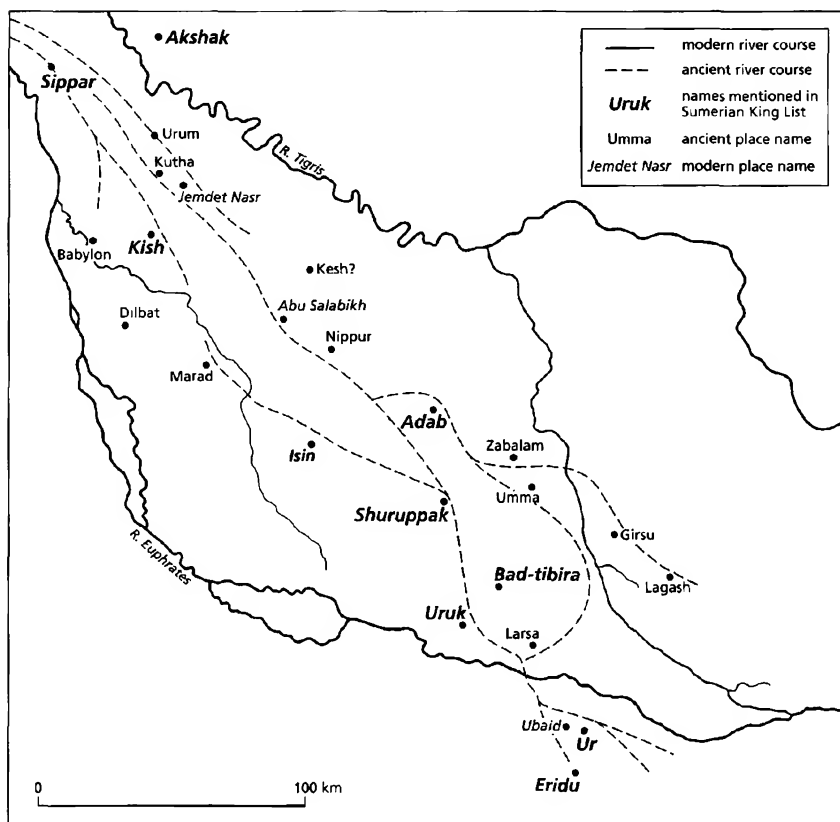 Akshak
Sippar
Urum
Kutha
Jemdet Nasr
R. Tigris
Kish
Babylon
Kesh?
Dilbat
Abu Salabikh
Nippur
Marad
Adab
Isin
Zabalam
Umma
Shuruppak
Girsu
R. Euphrates
Bad-tibira
Lagash
Uruk
Larsa
Ubaid
Ur
Eridu
0 100 km
modern river course
ancient river course
Uruk names mentioned in
Sumerian King List
Umma ancient place name
Jemdet Nasr modern place name